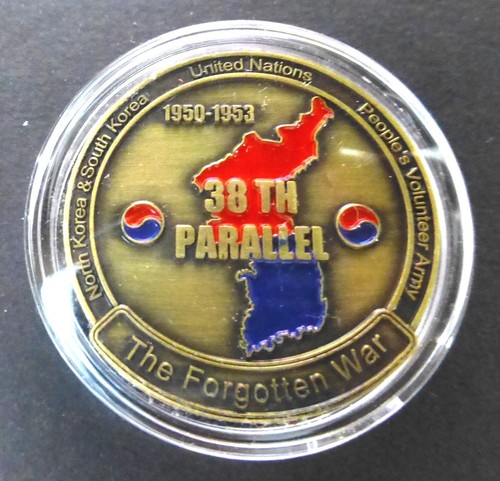 North Korea & South Korea
United Nations
People's Volunteer Army
1950-1953
38 TH
PARALLEL
The Forgotten War